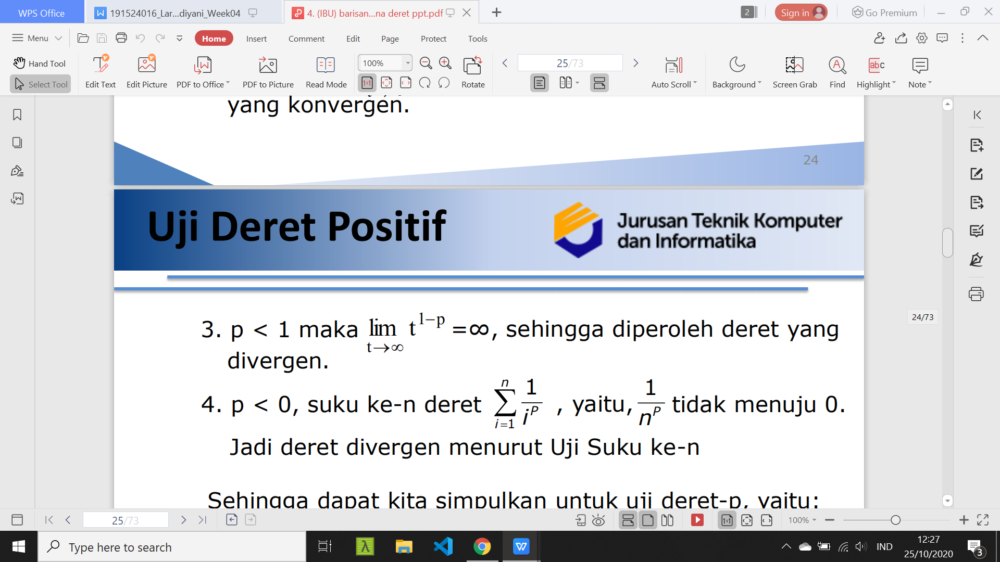 WPS Office
191524016_Lar...diyani_Week04
4. (IBU) barisan...na deret ppt.pdf
2
Sign in
Go Premium
Menu
Home
Insert
Comment
Edit
Page
Protect
Tools
Hand Tool
Select Tool
Edit Text
Edit Picture
PDF to Office
PDF to Picture
Read Mode
100%
1:1
Rotate
25/73
Auto Scroll
Background
Screen Grab
Find
Highlight
Note
yang konvergen.
24
Uji Deret Positif
Jurusan Teknik Komputer
dan Informatika
24/73
3. p < 1 maka lim t→∞ t^{1−p} =∞, sehingga diperoleh deret yang
divergen.
4. p < 0, suku ke-n deret \sum_{i=1}^{n} \frac{1}{i^P} , yaitu, \frac{1}{n^P} tidak menuju 0.
Jadi deret divergen menurut Uji Suku ke-n
Sehingga dapat kita simpulkan untuk uji deret-p, yaitu:
25/73
1:1
100%
Type here to search
IND
12:27
25/10/2020
3